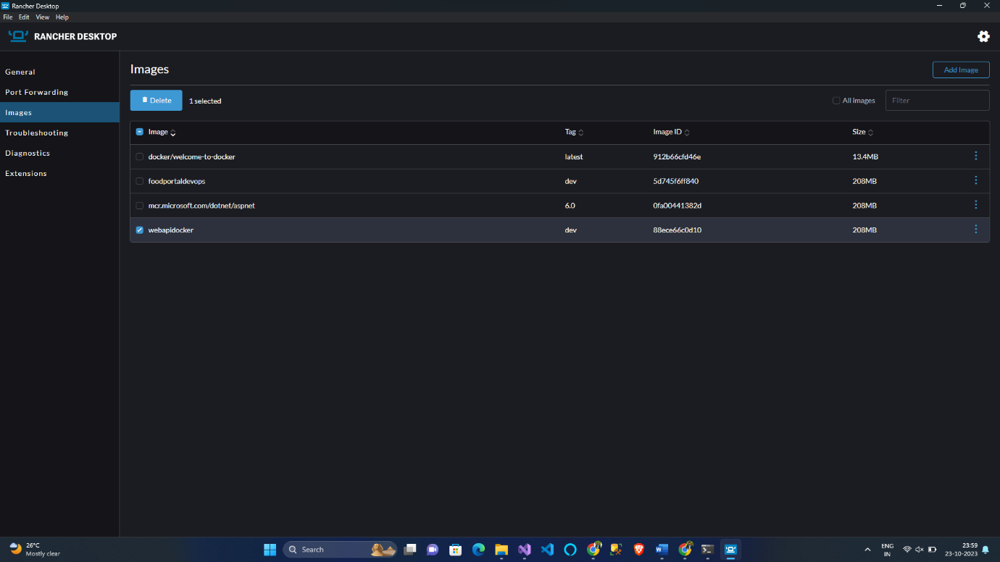 Rancher Desktop
File Edit View Help
RANCHER DESKTOP
General
Port Forwarding
Images
Troubleshooting
Diagnostics
Extensions
Images
Add Image
Delete 1 selected
All images Filter
Image Tag Image ID Size
docker/welcome-to-docker latest 912b66cfd46e 13.4MB
foodportaldevops dev 5d745f6ff840 208MB
mcr.microsoft.com/dotnet/aspnet 6.0 0fa00441382d 208MB
webapidocker dev 88ece66c0d10 208MB
26°C
Mostly clear
Search
ENG
IN
23:59
23-10-2023